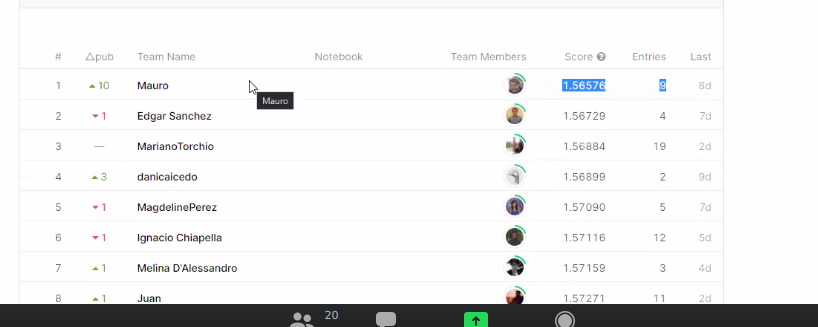 # △pub Team Name Notebook Team Members Score Entries Last
1 10 Mauro 1.56576 9 8d
Mauro
2 1 Edgar Sanchez 1.56729 4 7d
3 — MarianoTorchio 1.56884 19 2d
4 3 danicaicedo 1.56899 2 9d
5 1 MagdelinePerez 1.57090 5 7d
6 1 Ignacio Chiapella 1.57116 12 5d
7 1 Melina D'Alessandro 1.57159 3 4d
8 1 Juan 1.57271 11 2d
20